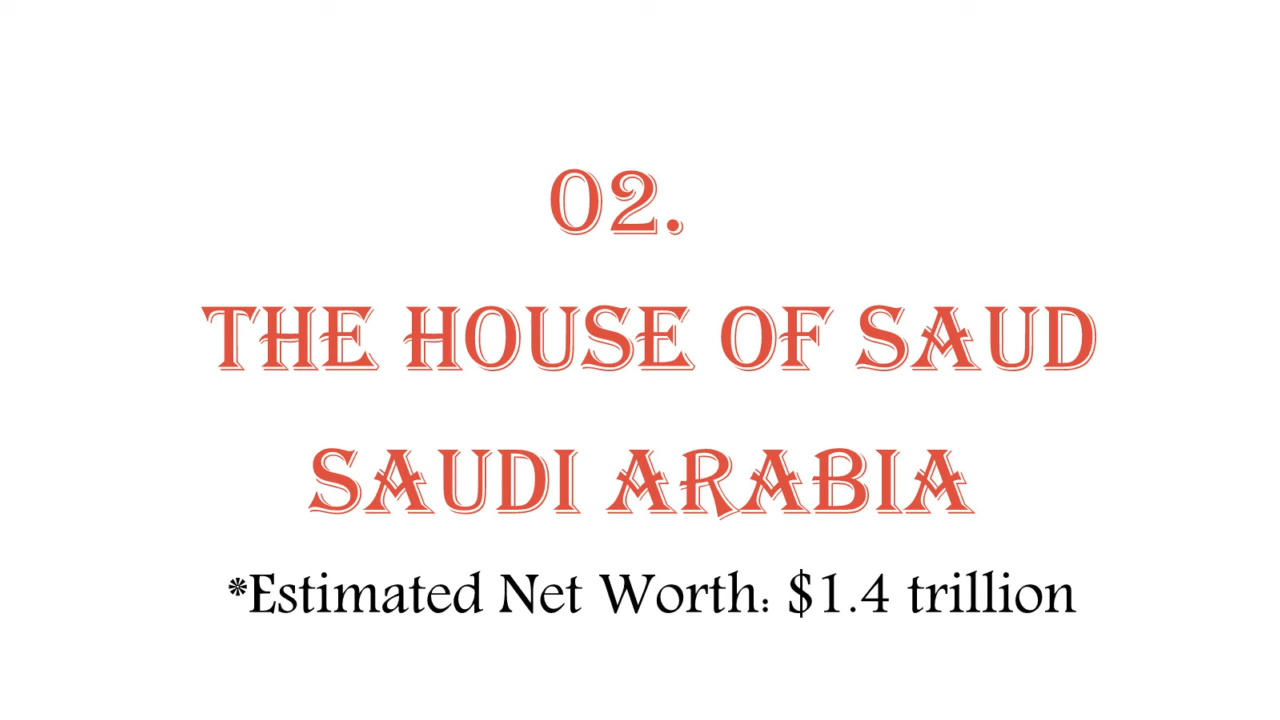 02.
THE HOUSE OF SAUD
SAUDI ARABIA
*Estimated Net Worth: $1.4 trillion